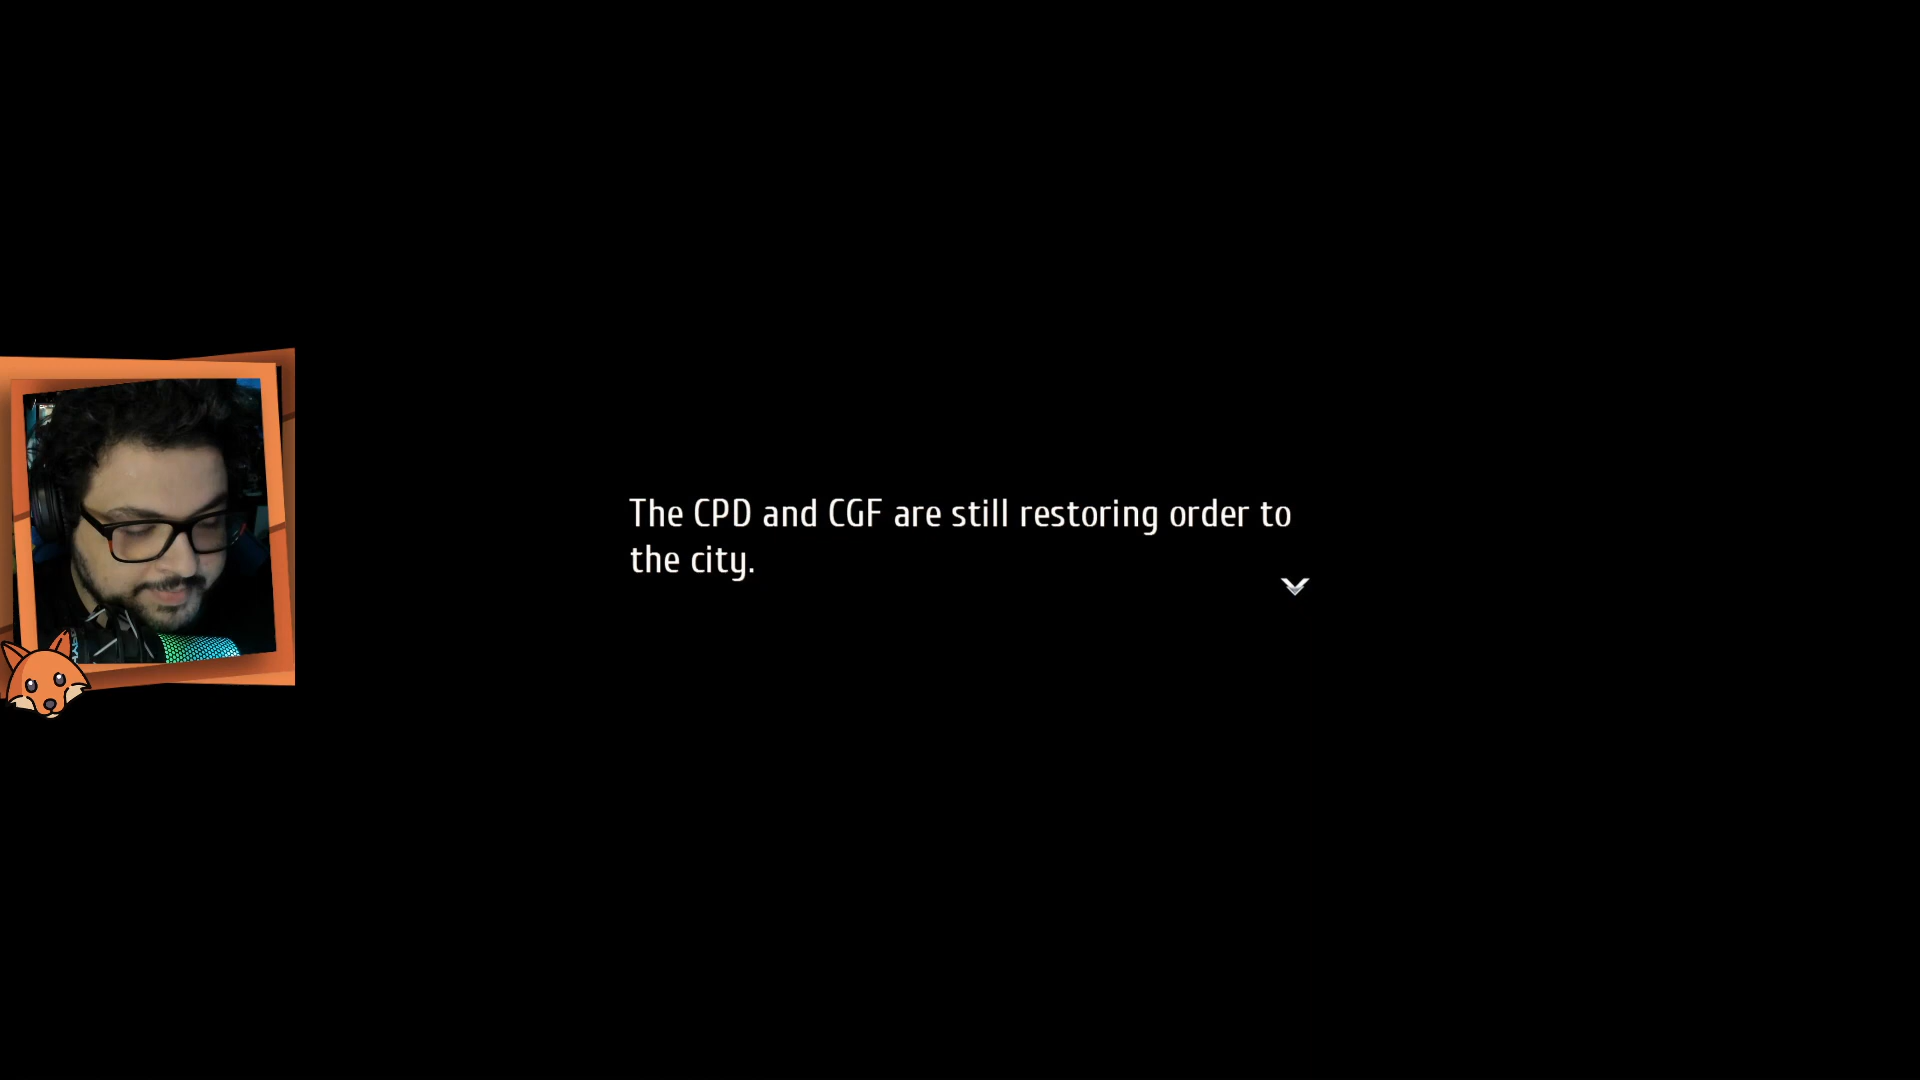 The CPD and CGF are still restoring order to
the city.